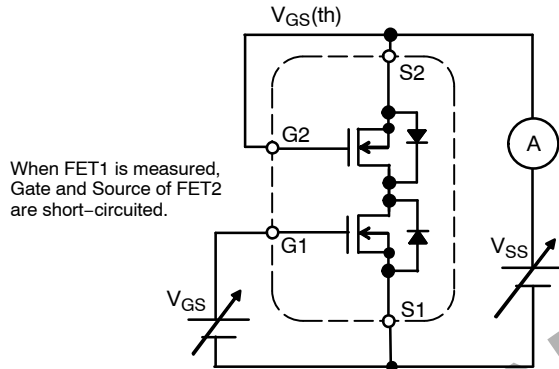 VGS(th)
S2
G2
A
When FET1 is measured,
Gate and Source of FET2
are short−circuited.
G1
VSS
VGS
S1